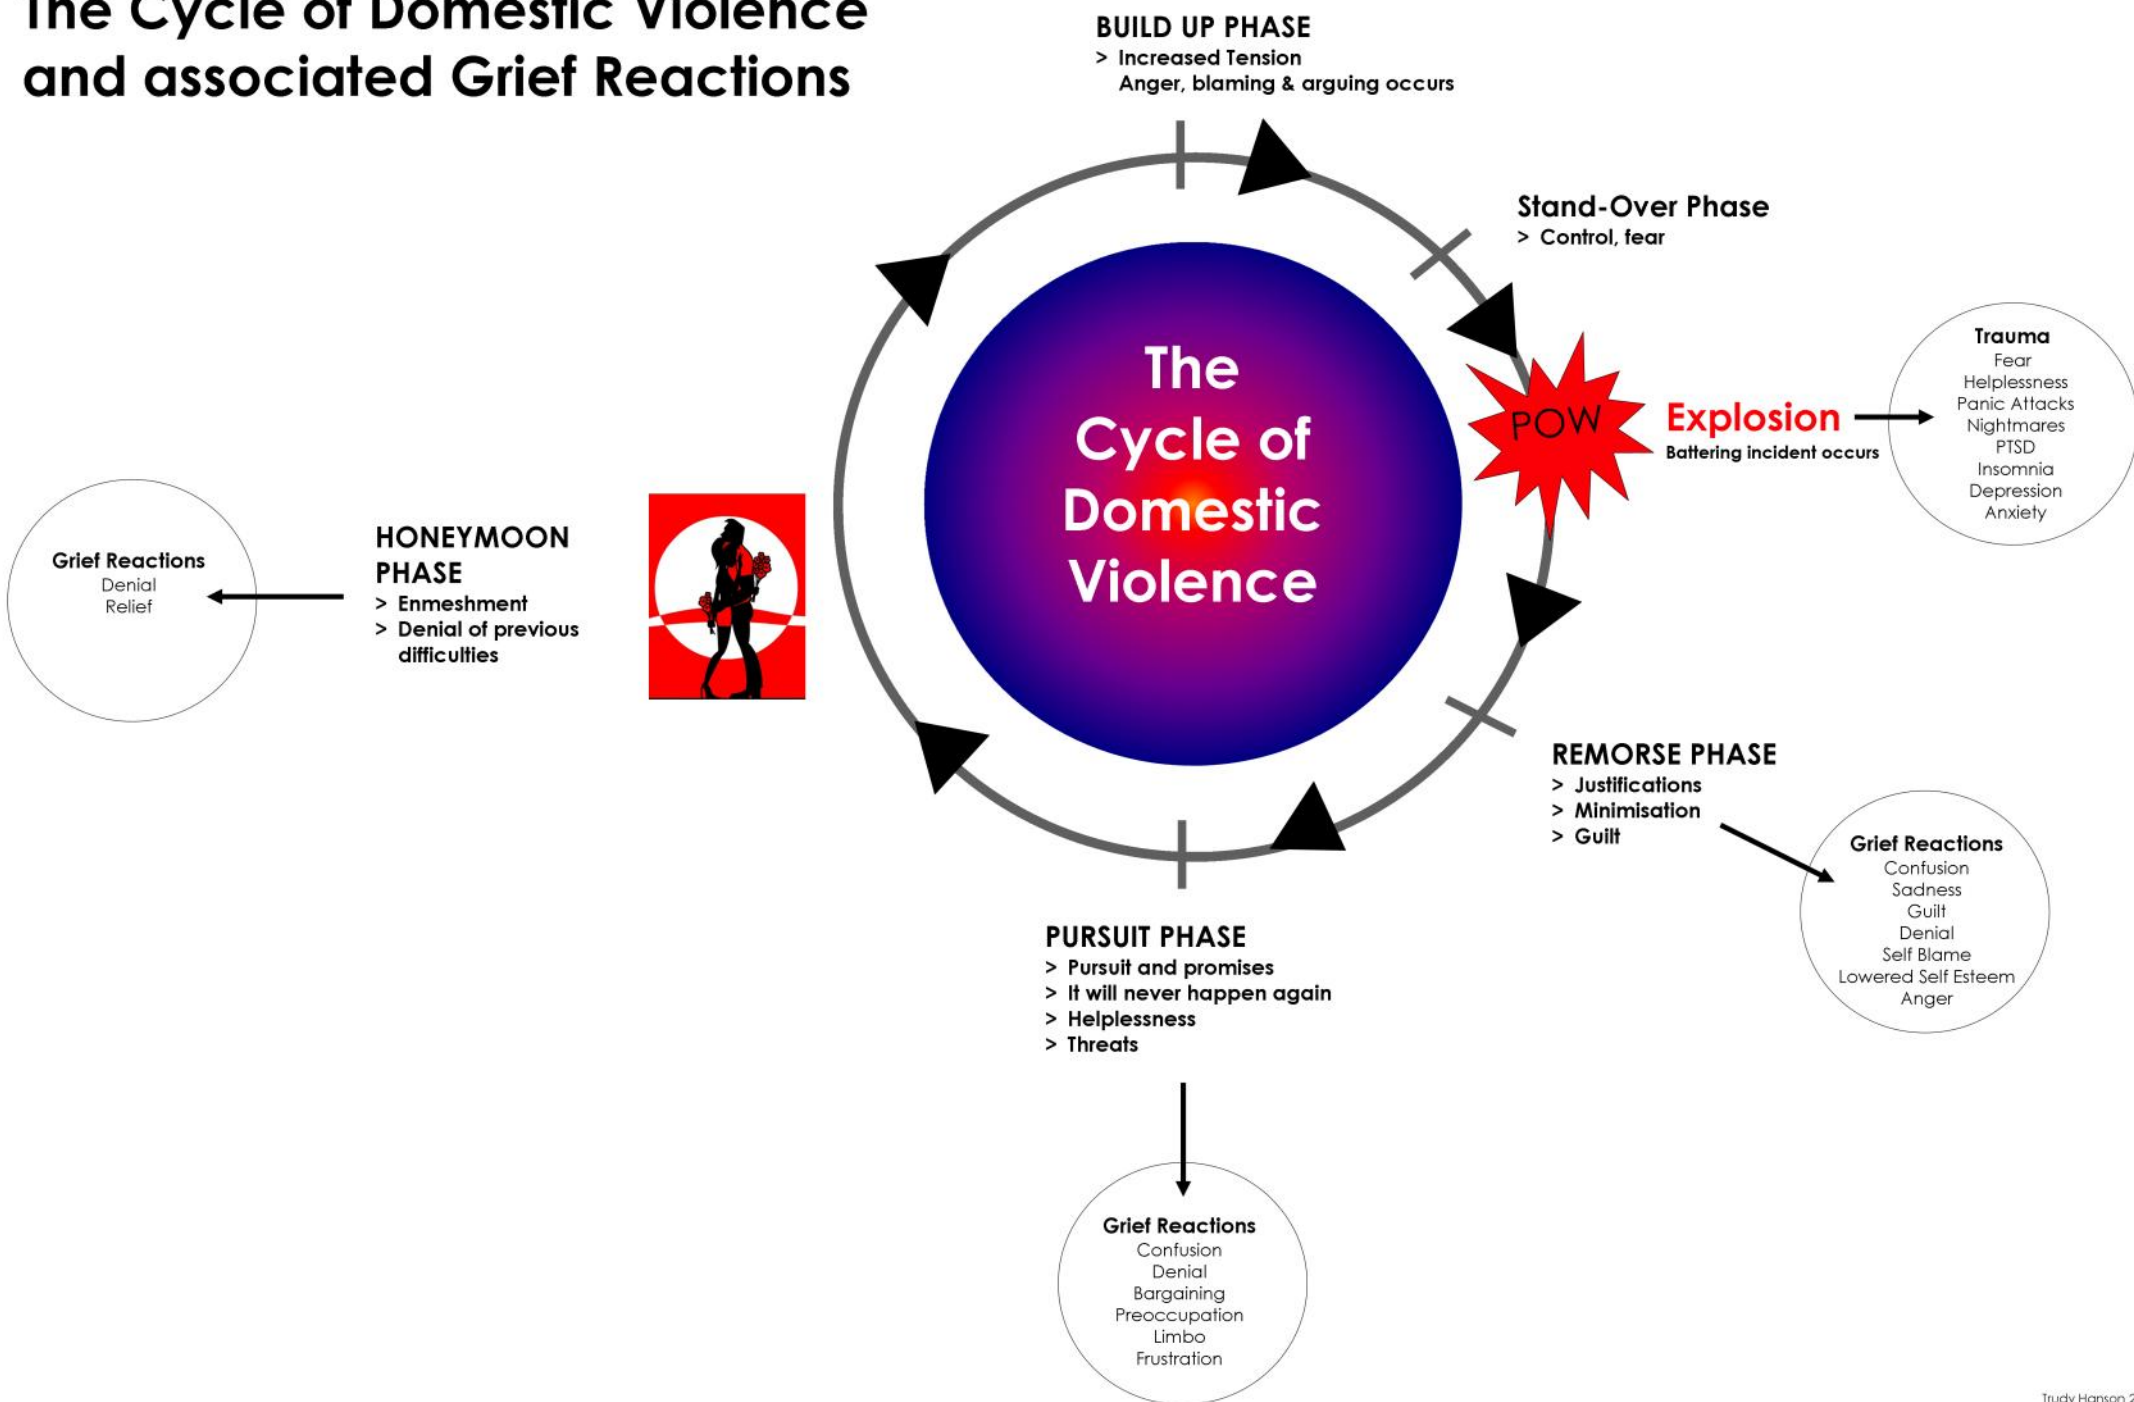 The Cycle of Domestic Violence
and associated Grief Reactions
BUILD UP PHASE
> Increased Tension
Anger, blaming & arguing occurs
Stand-Over Phase
> Control, fear
POW
Explosion
Battering incident occurs
Trauma
Fear
Helplessness
Panic Attacks
Nightmares
PTSD
Insomnia
Depression
Anxiety
The
Cycle of
Domestic
Violence
REMORSE PHASE
> Justifications
> Minimisation
> Guilt
Grief Reactions
Confusion
Sadness
Guilt
Denial
Self Blame
Lowered Self Esteem
Anger
PURSUIT PHASE
> Pursuit and promises
> It will never happen again
> Helplessness
> Threats
Grief Reactions
Confusion
Denial
Bargaining
Preoccupation
Limbo
Frustration
HONEYMOON
PHASE
> Enmeshment
> Denial of previous
difficulties
Grief Reactions
Denial
Relief
Trudy Hanson 2